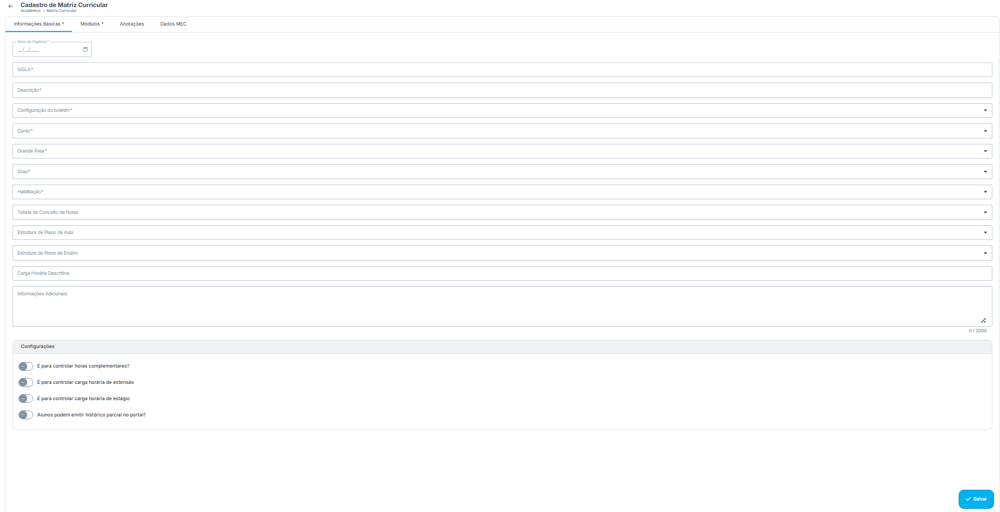 Cadastro de Matriz Curricular
Acadêmico > Matriz Curricular
Informações Básicas * Módulos * Anotações Dados MEC
Início da Vigência *
__/__/____
SIGLA*
Descrição*
Configuração do boletim*
Curso*
Grande Área*
Grau*
Habilitação*
Tabela de Conceito de Notas
Estrutura de Plano de Aula
Estrutura de Plano de Ensino
Carga Horária Descritiva
Informações Adicionais
0 / 2000
Configurações
É para controlar horas complementares?
É para controlar carga horária de extensão
É para controlar carga horária de estágio
Alunos podem emitir histórico parcial no portal?
Salvar